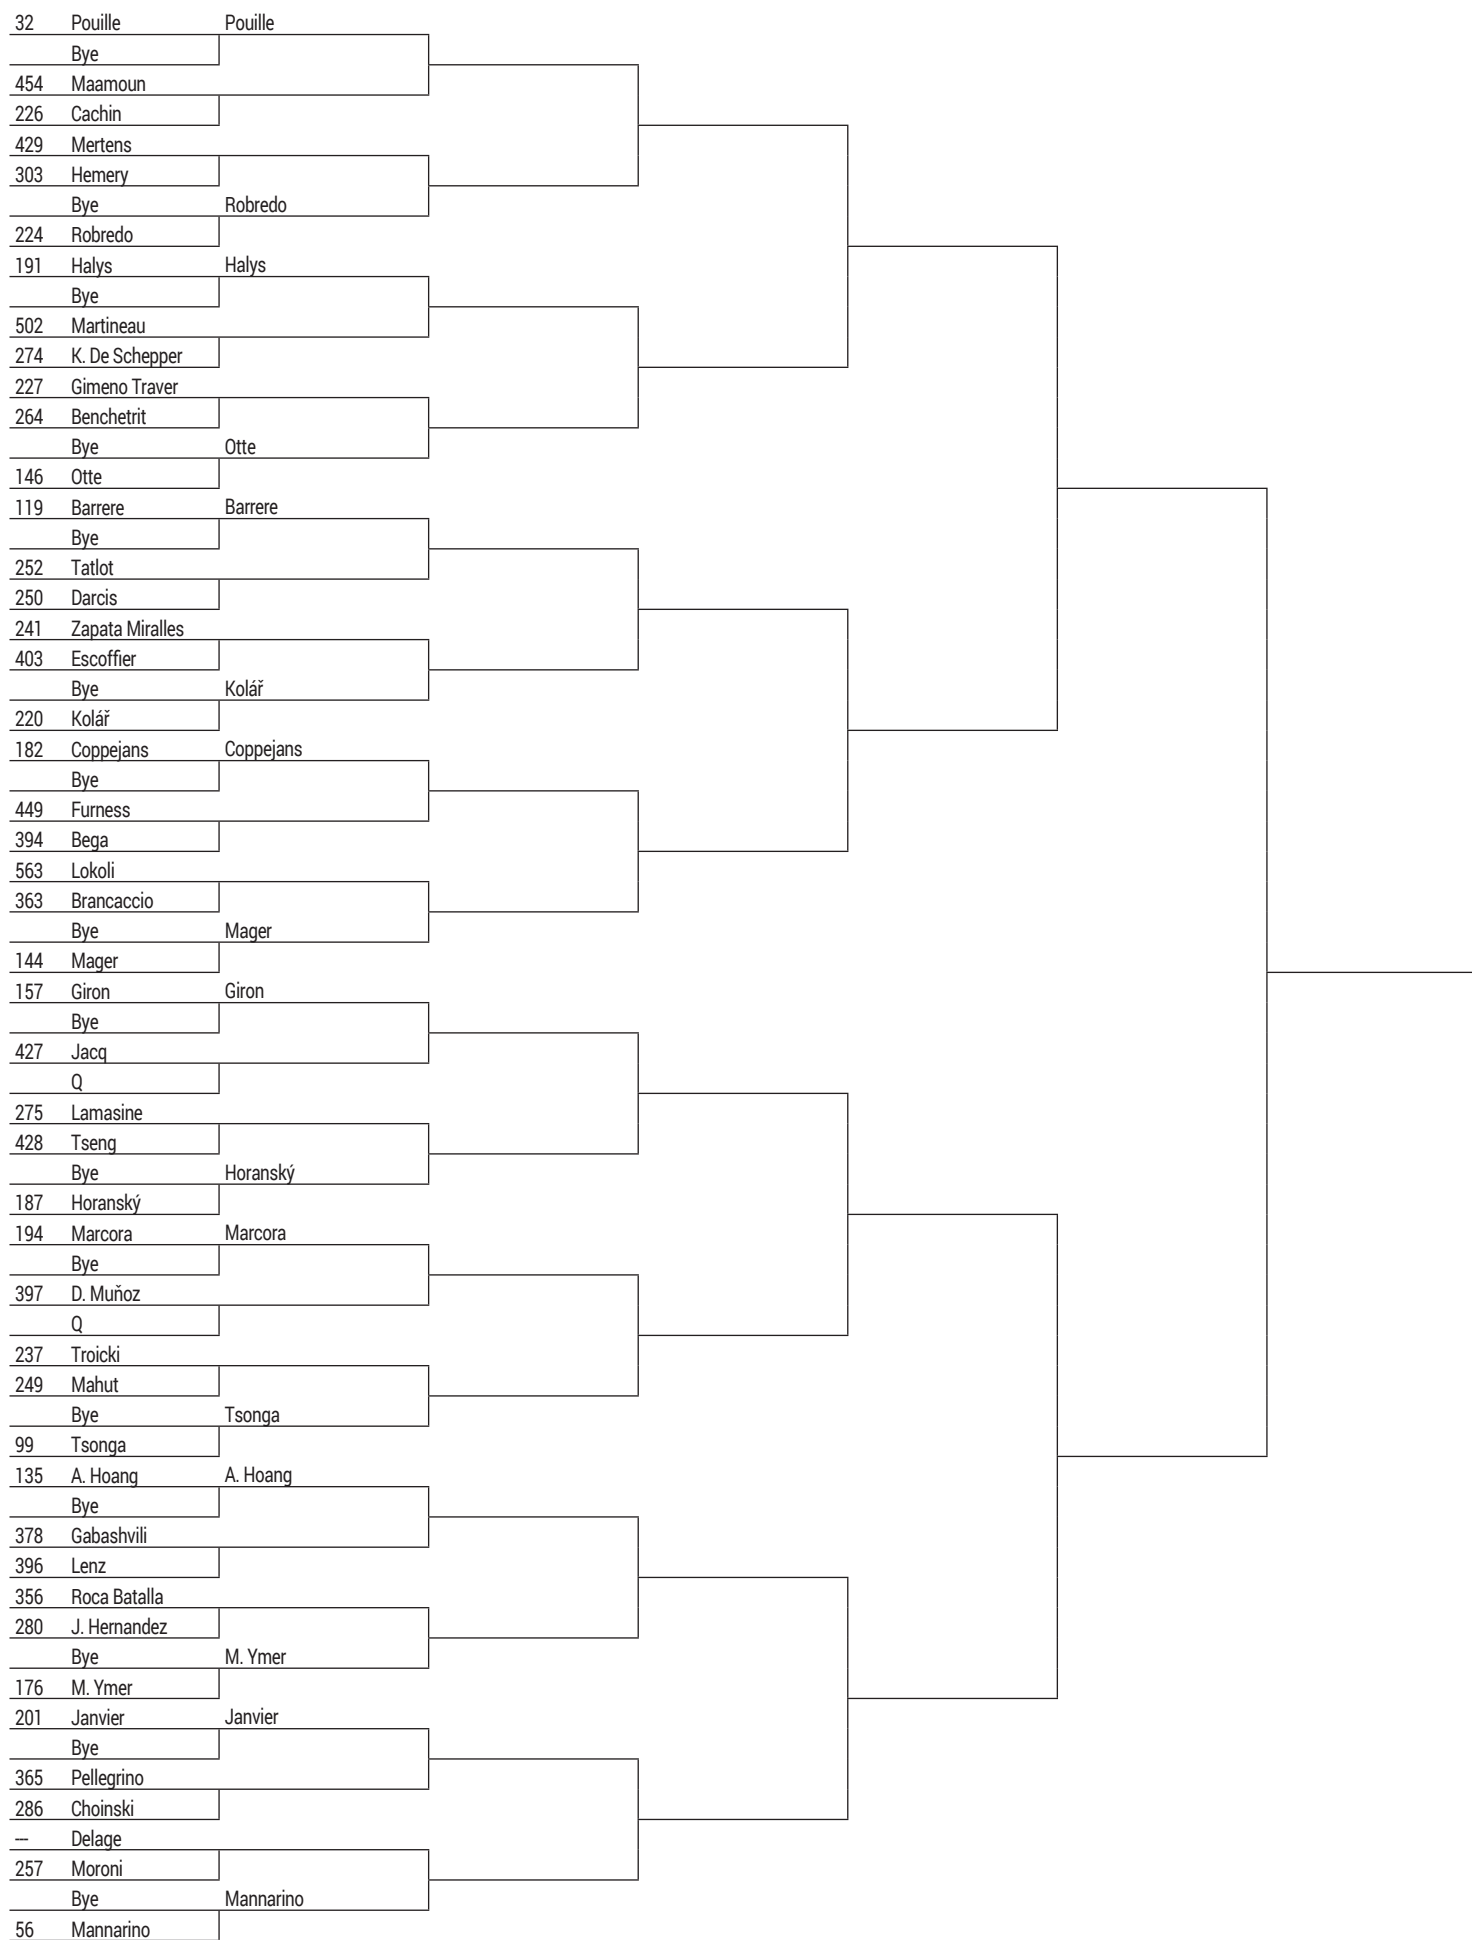 32 Pouille Pouille
Bye
454 Maamoun
226 Cachin
429 Mertens
303 Hemery
Bye Robredo
224 Robredo
191 Halys Halys
Bye
502 Martineau
274 K. De Schepper
227 Gimeno Traver
264 Benchetrit
Bye Otte
146 Otte
119 Barrere Barrere
Bye
252 Tatlot
250 Darcis
241 Zapata Miralles
403 Escoffier
Bye Kolář
220 Kolář
182 Coppejans Coppejans
Bye
449 Furness
394 Bega
563 Lokoli
363 Brancaccio
Bye Mager
144 Mager
157 Giron Giron
Bye
427 Jacq
Q
275 Lamasine
428 Tseng
Bye Horanský
187 Horanský
194 Marcora Marcora
Bye
397 D. Muňoz
Q
237 Troicki
249 Mahut
Bye Tsonga
99 Tsonga
135 A. Hoang A. Hoang
Bye
378 Gabashvili
396 Lenz
356 Roca Batalla
280 J. Hernandez
Bye M. Ymer
176 M. Ymer
201 Janvier Janvier
Bye
365 Pellegrino
286 Choinski
--- Delage
257 Moroni
Bye Mannarino
56 Mannarino